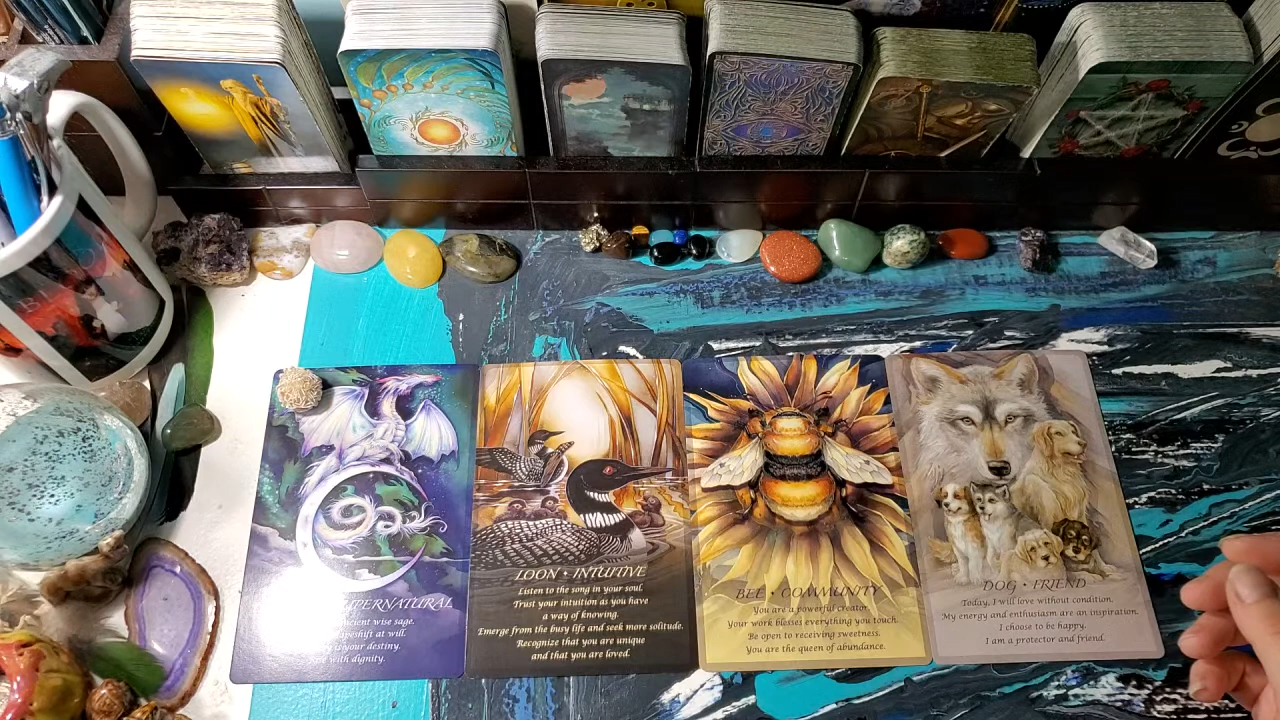 SUPERNATURAL
ancient wise sage.
shapeshift at will.
is your destiny.
with dignity.
LOON • INTUITIVE
Listen to the song in your soul.
Trust your intuition as you have
a way of knowing.
Emerge from the busy life and seek more solitude.
Recognize that you are unique
and that you are loved.
BEE • COMMUNITY
You are a powerful creator.
Your work blesses everything you touch.
Be open to receiving sweetness.
You are the queen of abundance.
DOG • FRIEND
Today, I will love without condition.
My energy and enthusiasm are an inspiration.
I choose to be happy.
I am a protector and friend.